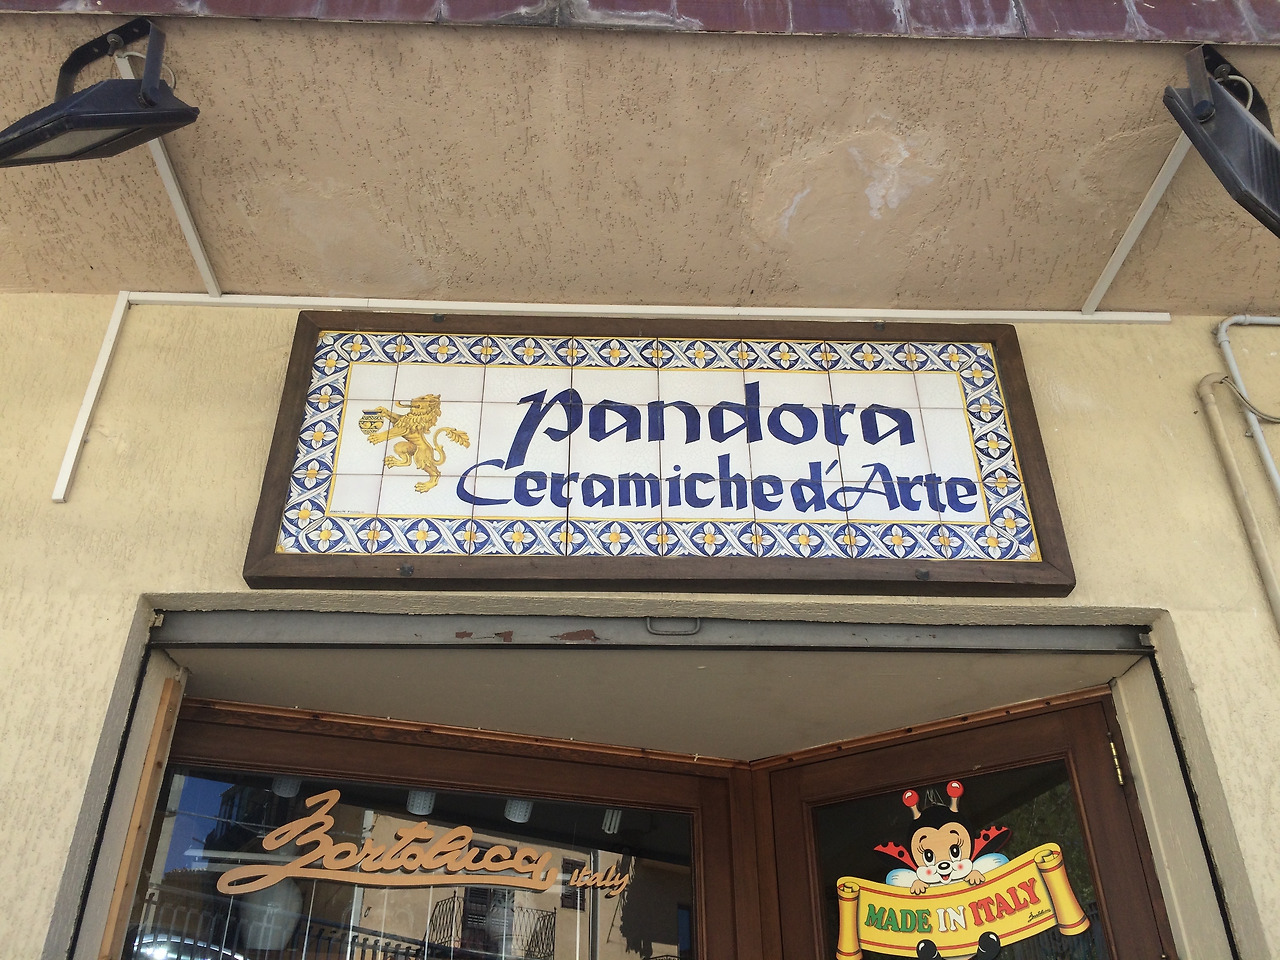 Pandora
Ceramiche d'Arte
Bortolucci Italy
MADE IN ITALY